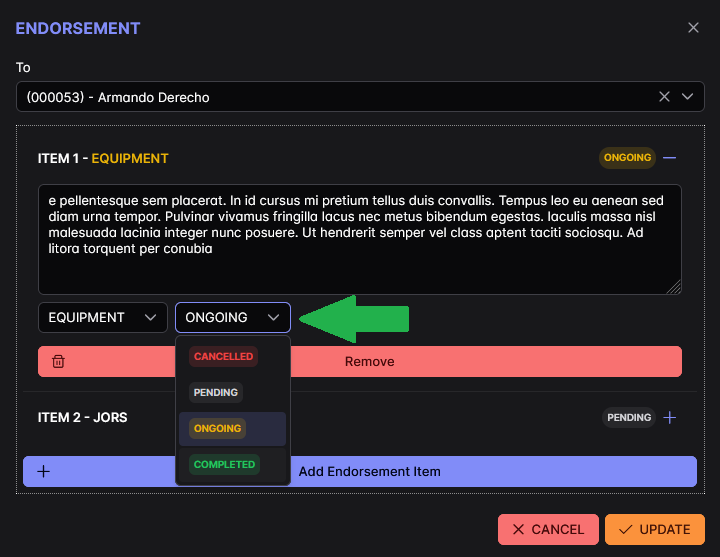 ENDORSEMENT
To
(000053) - Armando Derecho
ITEM 1 - EQUIPMENT
ONGOING
e pellentesque sem placerat. In id cursus mi pretium tellus duis convallis. Tempus leo eu aenean sed
diam urna tempor. Pulvinar vivamus fringilla lacus nec metus bibendum egestas. Iaculis massa nisl
malesuada lacinia integer nunc posuere. Ut hendrerit semper vel class aptent taciti sociosqu. Ad
litora torquent per conubia
EQUIPMENT
ONGOING
CANCELLED
PENDING
ONGOING
COMPLETED
Remove
ITEM 2 - JORS
PENDING
Add Endorsement Item
CANCEL
UPDATE